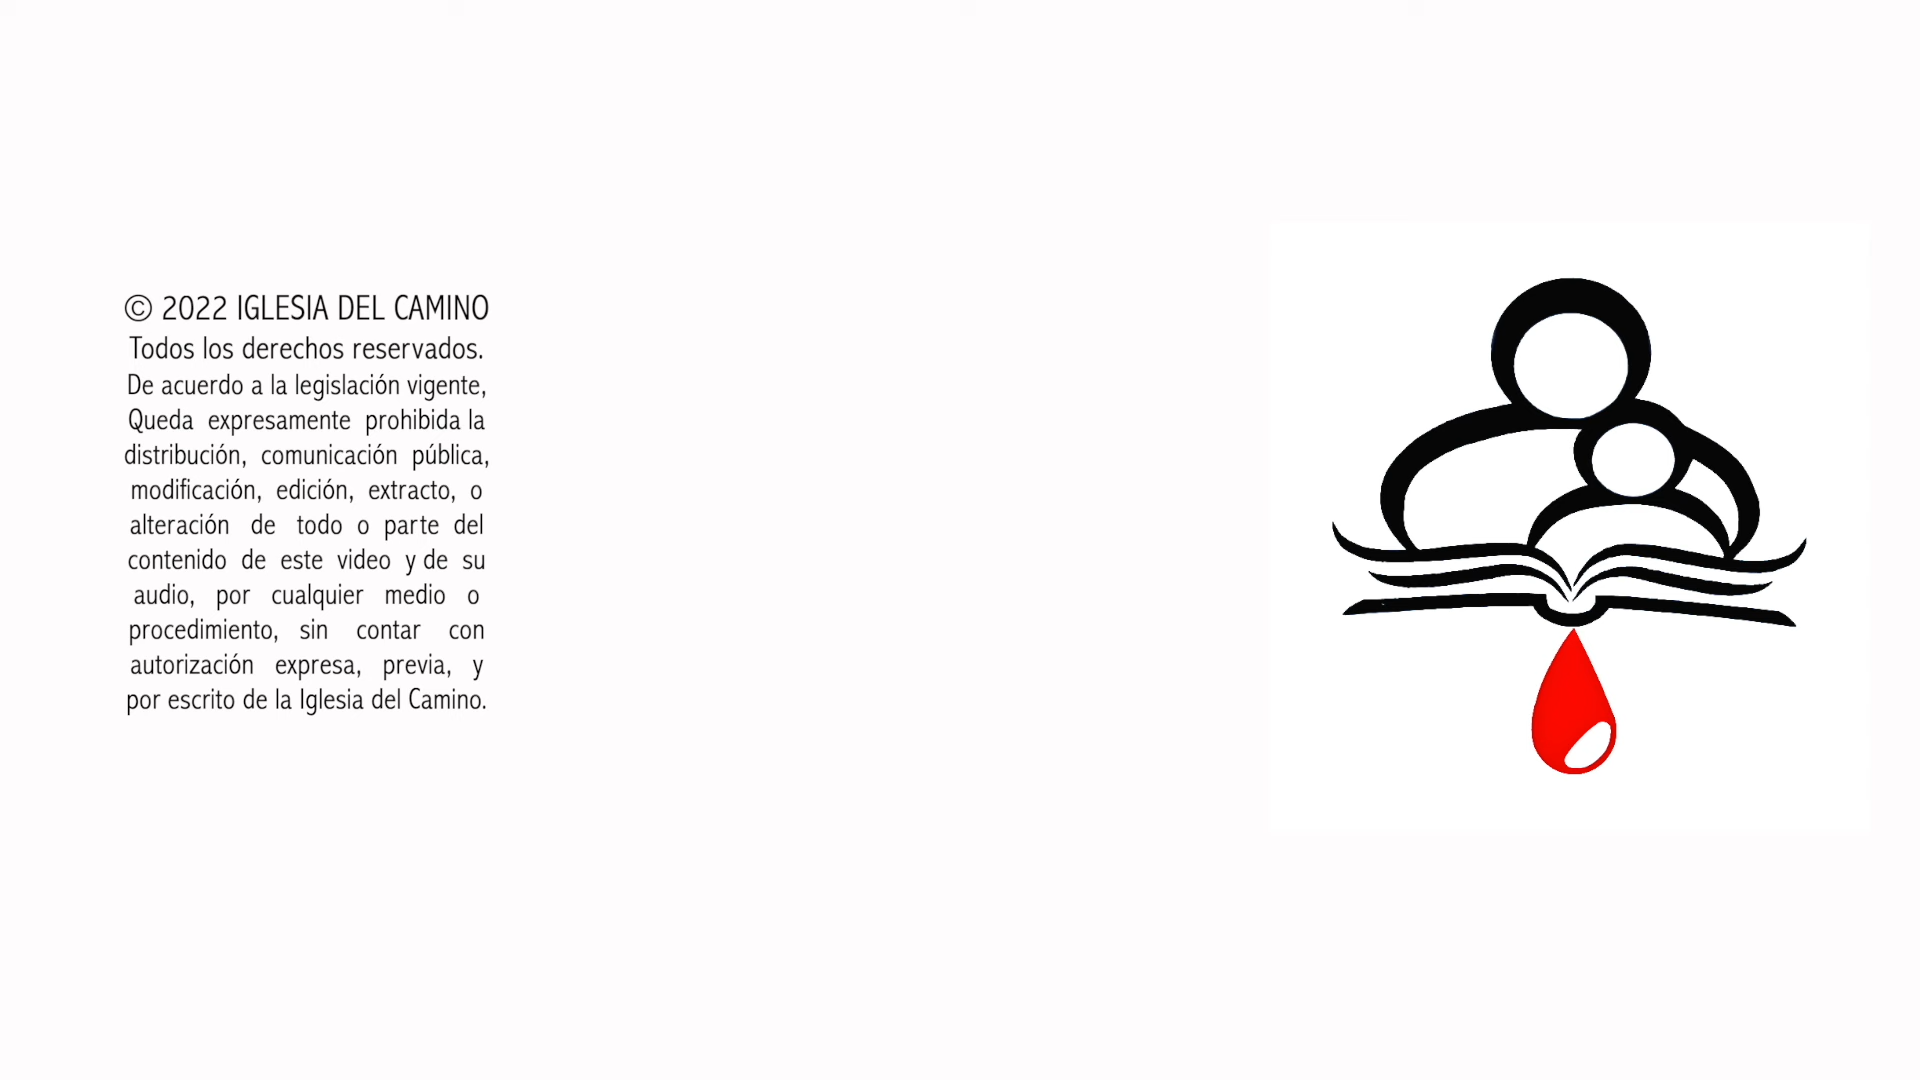 © 2022 IGLESIA DEL CAMINO
Todos los derechos reservados.
De acuerdo a la legislación vigente,
Queda expresamente prohibida la
distribución, comunicación pública,
modificación, edición, extracto, o
alteración de todo o parte del
contenido de este video y de su
audio, por cualquier medio o
procedimiento, sin contar con
autorización expresa, previa, y
por escrito de la Iglesia del Camino.